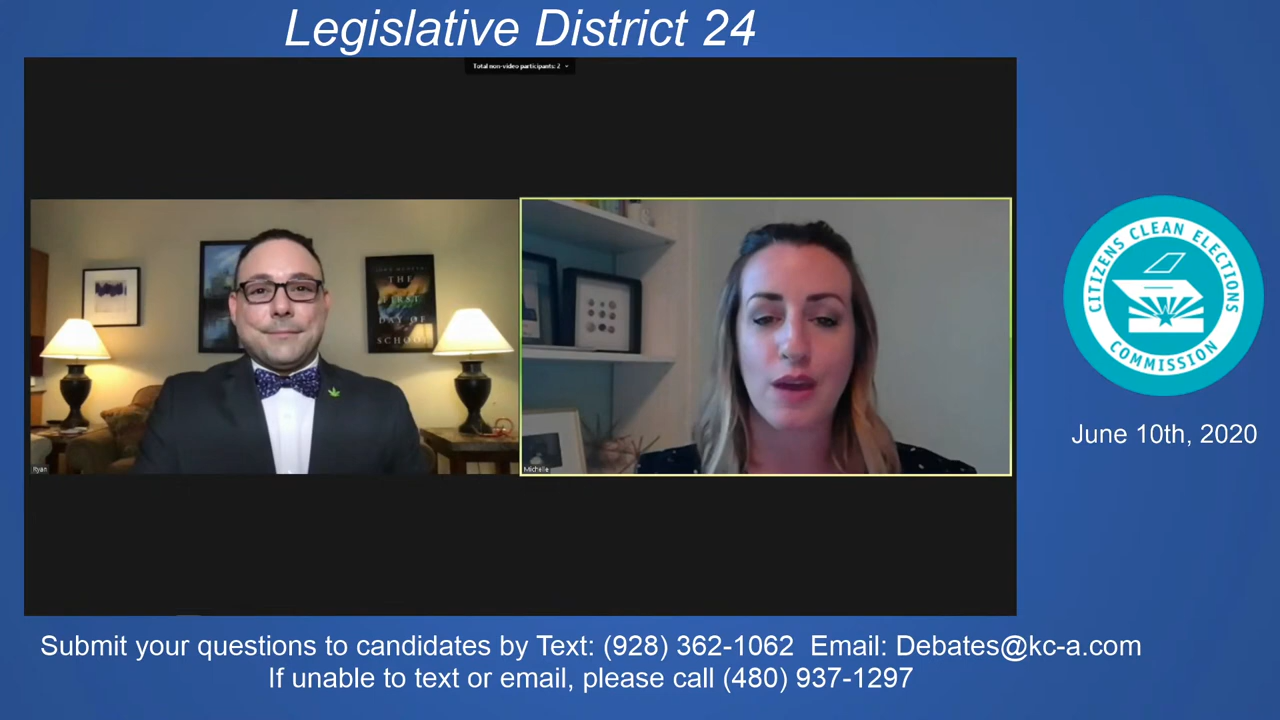 Legislative District 24
Total non-video participants: 2
THE
FIRST
DAY OF
SCHOOL
Ryan
Michelle
CITIZENS CLEAN ELECTIONS
COMMISSION
June 10th, 2020
Submit your questions to candidates by Text: (928) 362-1062 Email: Debates@kc-a.com
If unable to text or email, please call (480) 937-1297